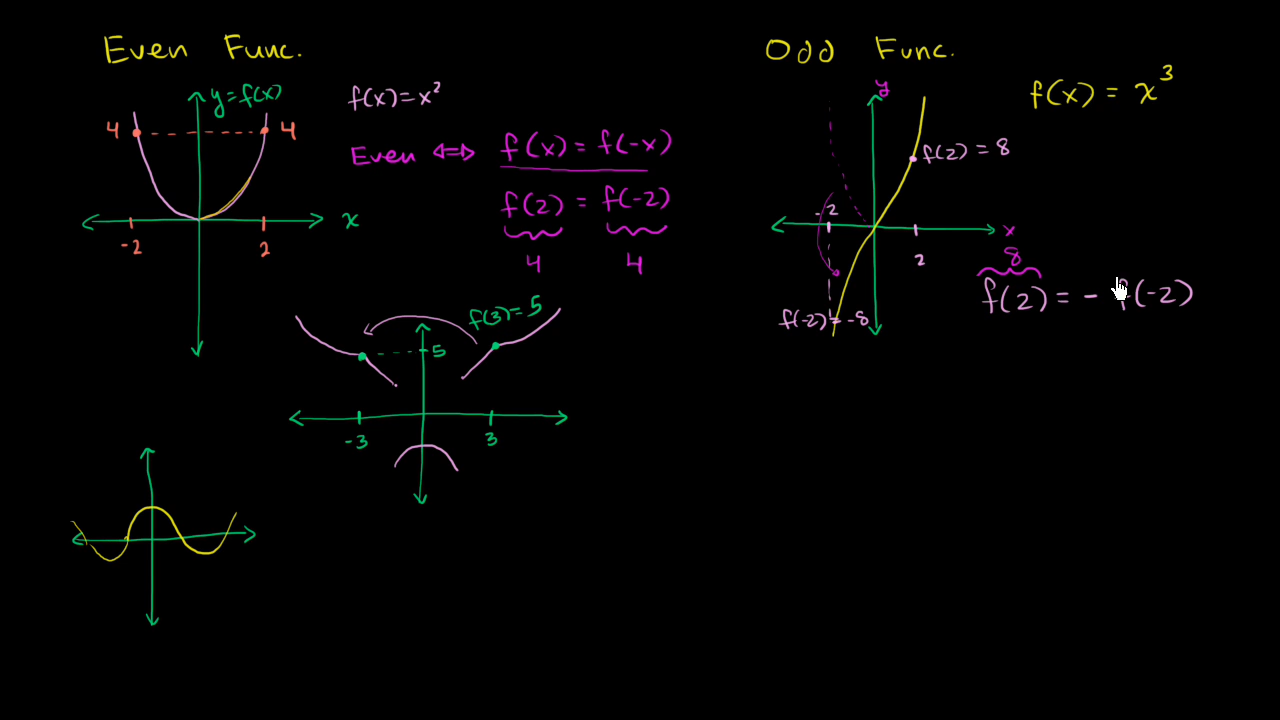 Even Func.
y=f(x)
4
4
-2
2
x
f(x)=x²
Even ⇔ f(x) = f(-x)
f(2) = f(-2)
4
4
f(3)=5
5
-3
3
Odd Func.
y
f(x) = x³
f(2) = 8
-2
x
2
8
f(2) = - f(-2)
f(-2) = -8